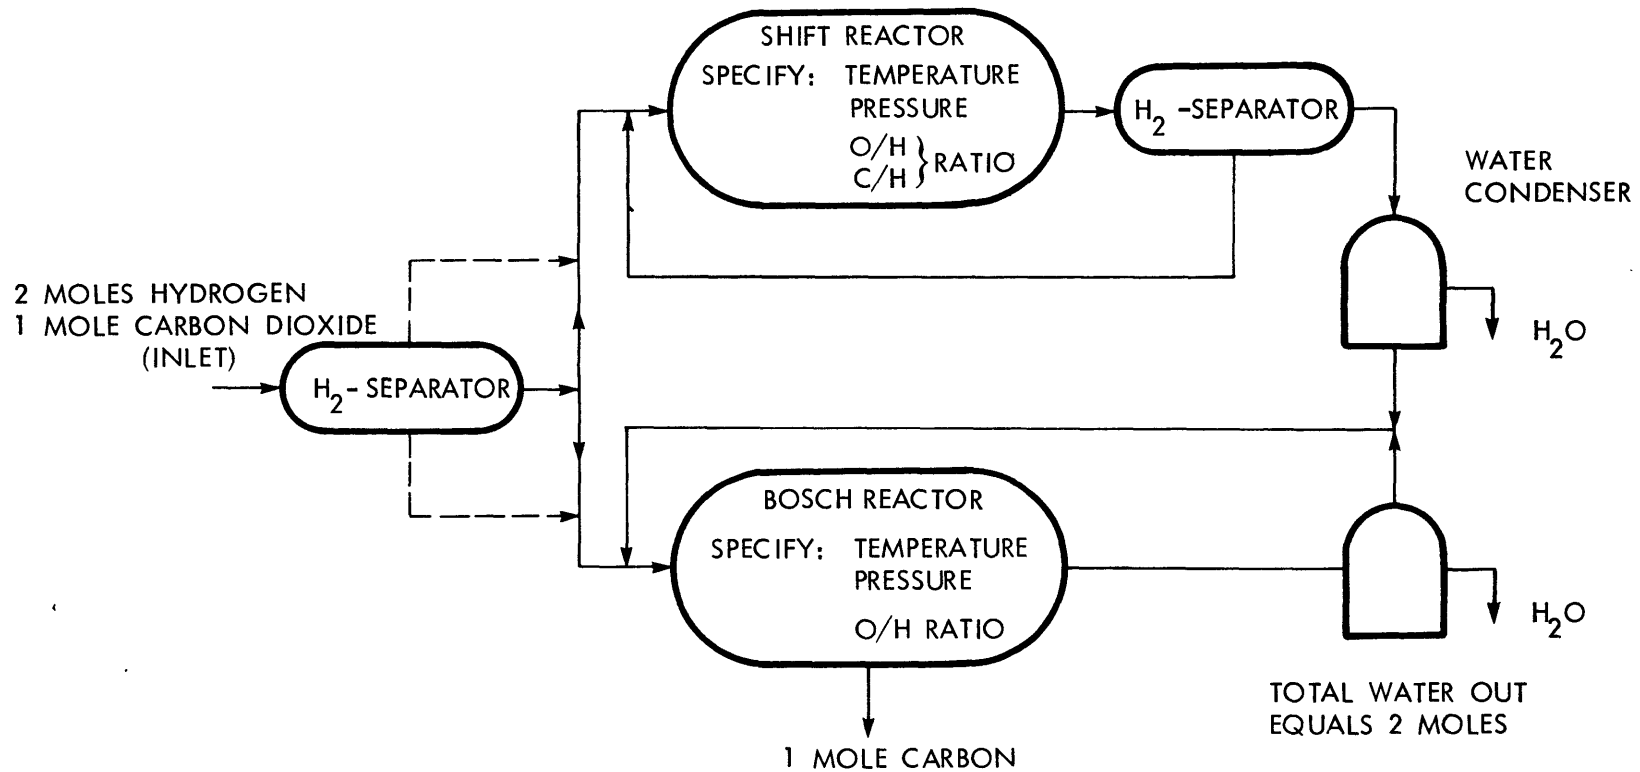 SHIFT REACTOR
SPECIFY: TEMPERATURE
PRESSURE
O/H
C/H } RATIO
H2 -SEPARATOR
WATER
CONDENSER
2 MOLES HYDROGEN
1 MOLE CARBON DIOXIDE
(INLET)
H2O
H2- SEPARATOR
BOSCH REACTOR
SPECIFY: TEMPERATURE
PRESSURE
O/H RATIO
H2O
TOTAL WATER OUT
EQUALS 2 MOLES
1 MOLE CARBON